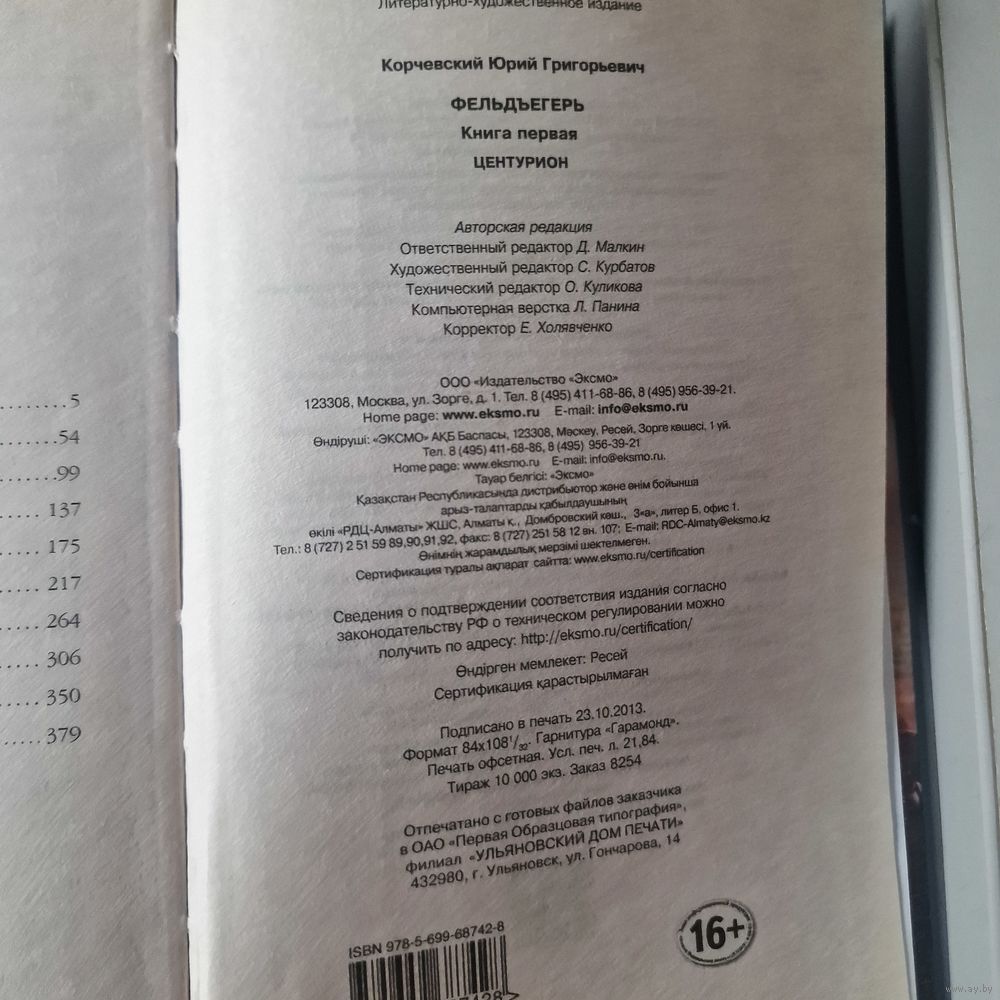 ........5
.......54
.......99
..... 137
..... 175
..... 217
..... 264
..... 306
..... 350
..... 379
Литературно-художественное издание
Корчевский Юрий Григорьевич
ФЕЛЬДЪЕГЕРЬ
Книга первая
ЦЕНТУРИОН
Авторская редакция
Ответственный редактор Д. Малкин
Художественный редактор С. Курбатов
Технический редактор О. Куликова
Компьютерная верстка Л. Панина
Корректор Е. Холявченко
ООО «Издательство «Эксмо»
123308, Москва, ул. Зорге, д. 1. Тел. 8 (495) 411-68-86, 8 (495) 956-39-21.
Home page: www.eksmo.ru E-mail: info@eksmo.ru
Өндіруші: «ЭКСМО» АҚБ Баспасы, 123308, Мәскеу, Ресей, Зорге көшесі, 1 үй.
Тел. 8 (495) 411-68-86, 8 (495) 956-39-21
Home page: www.eksmo.ru E-mail: info@eksmo.ru.
Тауар белгісі: «Эксмо»
Қазақстан Республикасында дистрибьютор және өнім бойынша
арыз-талаптарды қабылдаушының
өкілі «РДЦ-Алматы» ЖШС, Алматы қ., Домбровский көш., 3«а», литер Б, офис 1.
Тел.: 8 (727) 2 51 59 89,90,91,92, факс: 8 (727) 251 58 12 вн. 107; E-mail: RDC-Almaty@eksmo.kz
Өнімнің жарамдылық мерзімі шектелмеген.
Сертификация туралы ақпарат сайтта: www.eksmo.ru/certification
Сведения о подтверждении соответствия издания согласно
законодательству РФ о техническом регулировании можно
получить по адресу: http://eksmo.ru/certification/
Өндірген мемлекет: Ресей
Сертификация қарастырылмаған
Подписано в печать 23.10.2013.
Формат 84x108 1/32. Гарнитура «Гарамонд».
Печать офсетная. Усл. печ. л. 21,84.
Тираж 10 000 экз. Заказ 8254
Отпечатано с готовых файлов заказчика
в ОАО «Первая Образцовая типография»,
филиал «УЛЬЯНОВСКИЙ ДОМ ПЕЧАТИ»
432980, г. Ульяновск, ул. Гончарова, 14
ISBN 978-5-699-68742-8
16+
www.ay.by